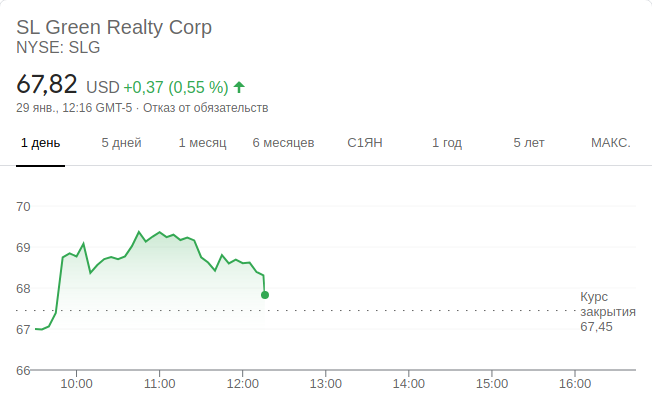 SL Green Realty Corp
NYSE: SLG
67,82 USD +0,37 (0,55 %)
29 янв., 12:16 GMT-5 · Отказ от обязательств
1 день 5 дней 1 месяц 6 месяцев С1ЯН 1 год 5 лет МАКС.
70
69
68
Курс
закрытия
67,45
67
66
10:00 11:00 12:00 13:00 14:00 15:00 16:00